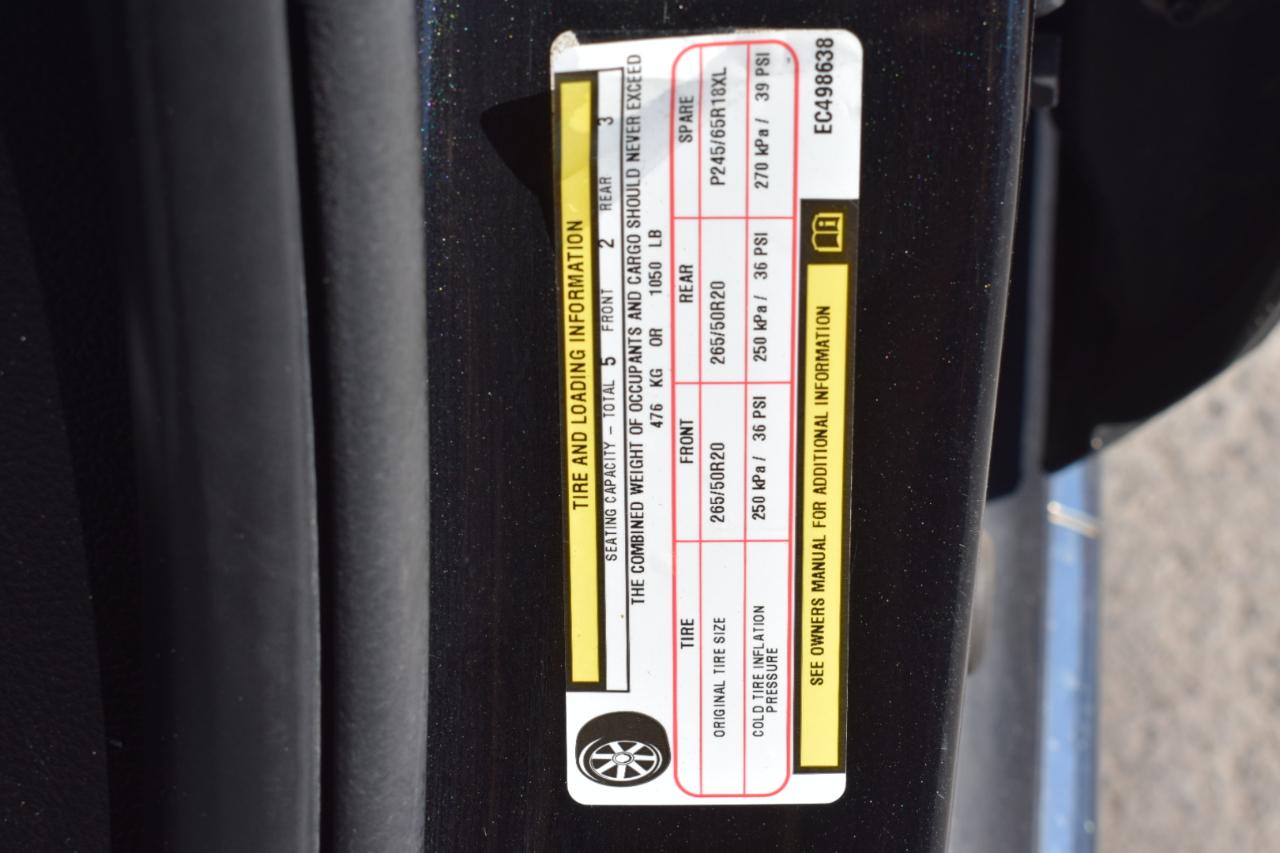 TIRE AND LOADING INFORMATION
SEATING CAPACITY – TOTAL 5 FRONT 2 REAR 3
THE COMBINED WEIGHT OF OCCUPANTS AND CARGO SHOULD NEVER EXCEED
476 KG OR 1050 LB
TIRE FRONT REAR SPARE
ORIGINAL TIRE SIZE 265/50R20 265/50R20 P245/65R18XL
COLD TIRE INFLATION PRESSURE 250 kPa / 36 PSI 250 kPa / 36 PSI 270 kPa / 39 PSI
SEE OWNERS MANUAL FOR ADDITIONAL INFORMATION
EC498638